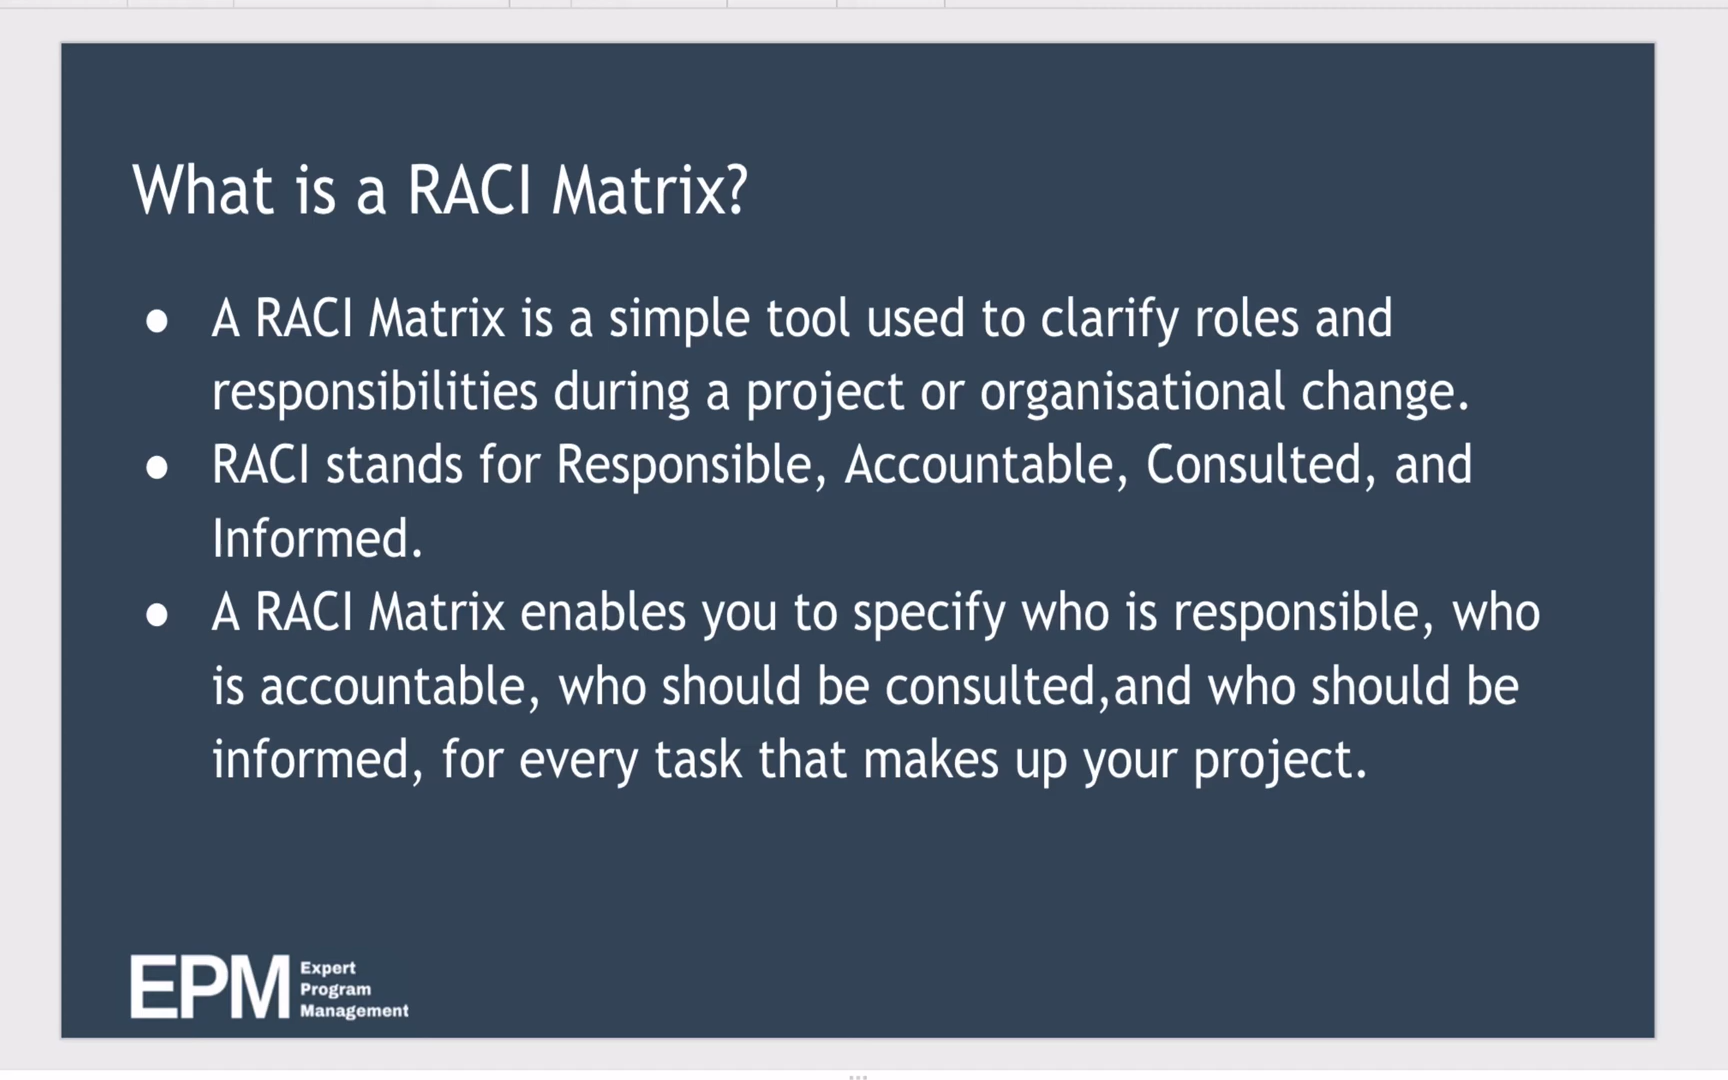 What is a RACI Matrix?
● A RACI Matrix is a simple tool used to clarify roles and
responsibilities during a project or organisational change.
● RACI stands for Responsible, Accountable, Consulted, and
Informed.
● A RACI Matrix enables you to specify who is responsible, who
is accountable, who should be consulted,and who should be
informed, for every task that makes up your project.
EPM
Expert
Program
Management